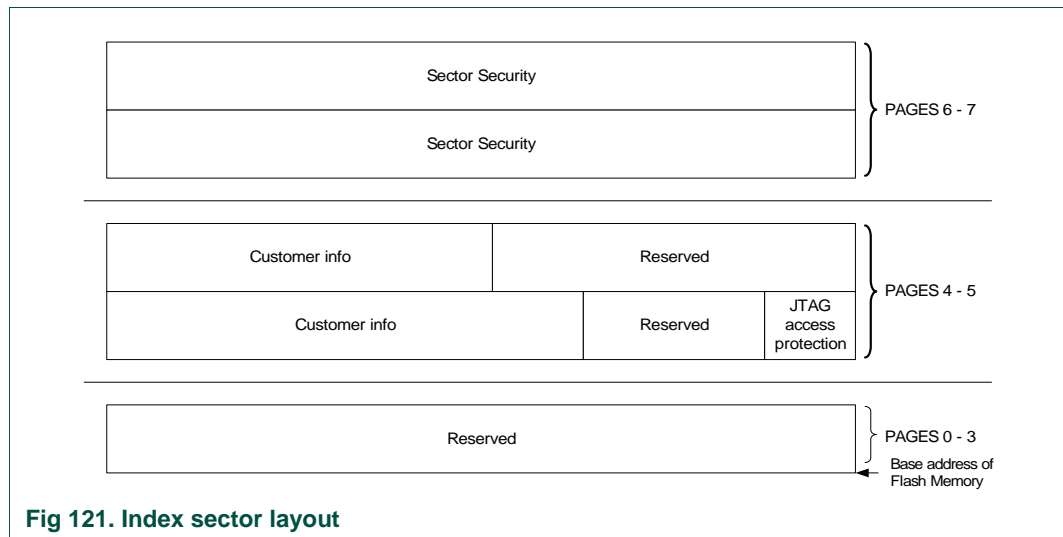 Sector Security
Sector Security
PAGES 6 - 7
Customer info
Reserved
PAGES 4 - 5
Customer info
Reserved
JTAG
access
protection
Reserved
PAGES 0 - 3
Base address of
Flash Memory
Fig 121. Index sector layout